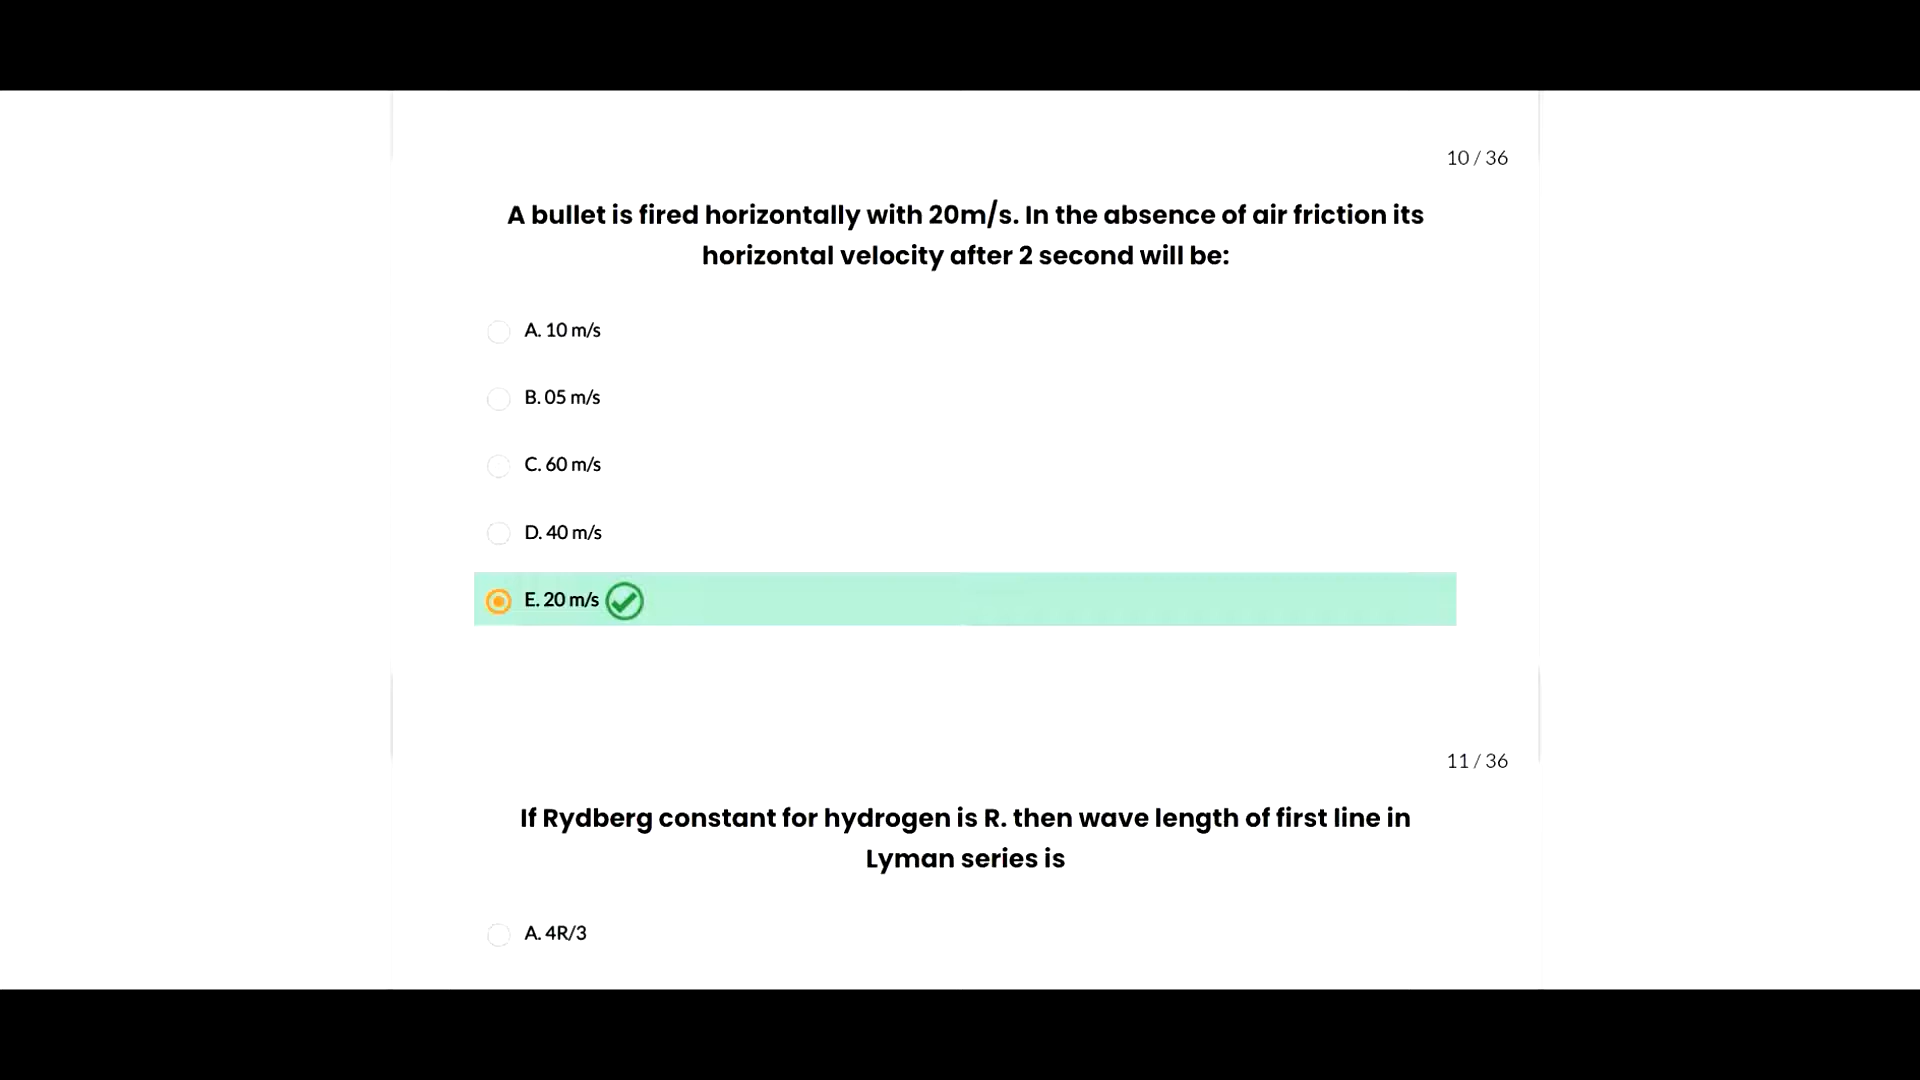 10 / 36
A bullet is fired horizontally with 20m/s. In the absence of air friction its
horizontal velocity after 2 second will be:
A. 10 m/s
B. 05 m/s
C. 60 m/s
D. 40 m/s
E. 20 m/s
11 / 36
If Rydberg constant for hydrogen is R. then wave length of first line in
Lyman series is
A. 4R/3